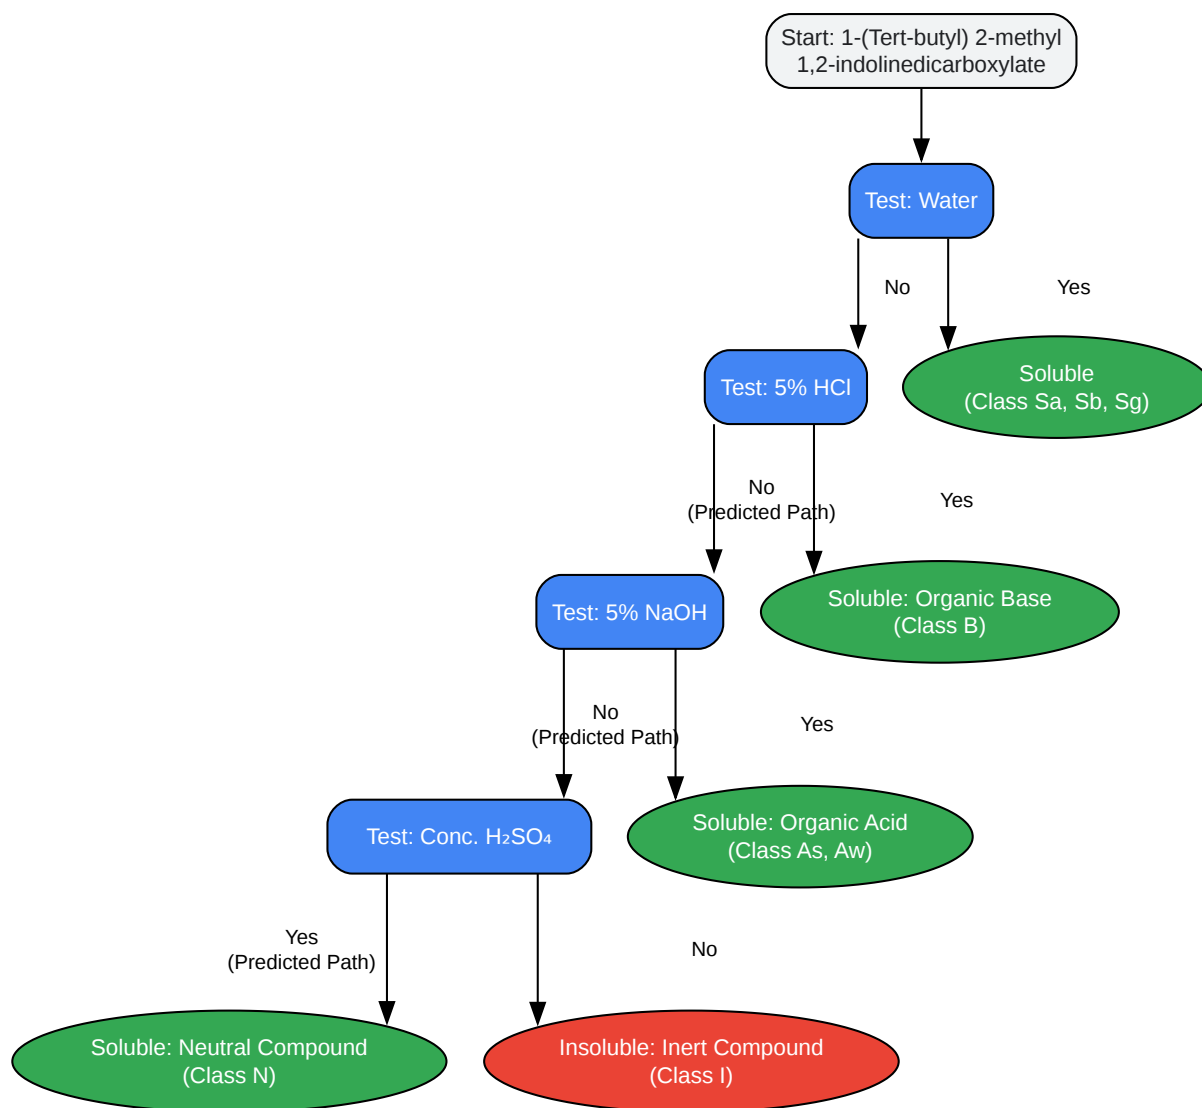 Start: 1-(Tert-butyl) 2-methyl
1,2-indolinedicarboxylate
Test: Water
No
Yes
Soluble
(Class Sa, Sb, Sg)
Test: 5% HCl
No
(Predicted Path)
Yes
Soluble: Organic Base
(Class B)
Test: 5% NaOH
No
(Predicted Path)
Yes
Soluble: Organic Acid
(Class As, Aw)
Test: Conc. H₂SO₄
Yes
(Predicted Path)
No
Soluble: Neutral Compound
(Class N)
Insoluble: Inert Compound
(Class I)